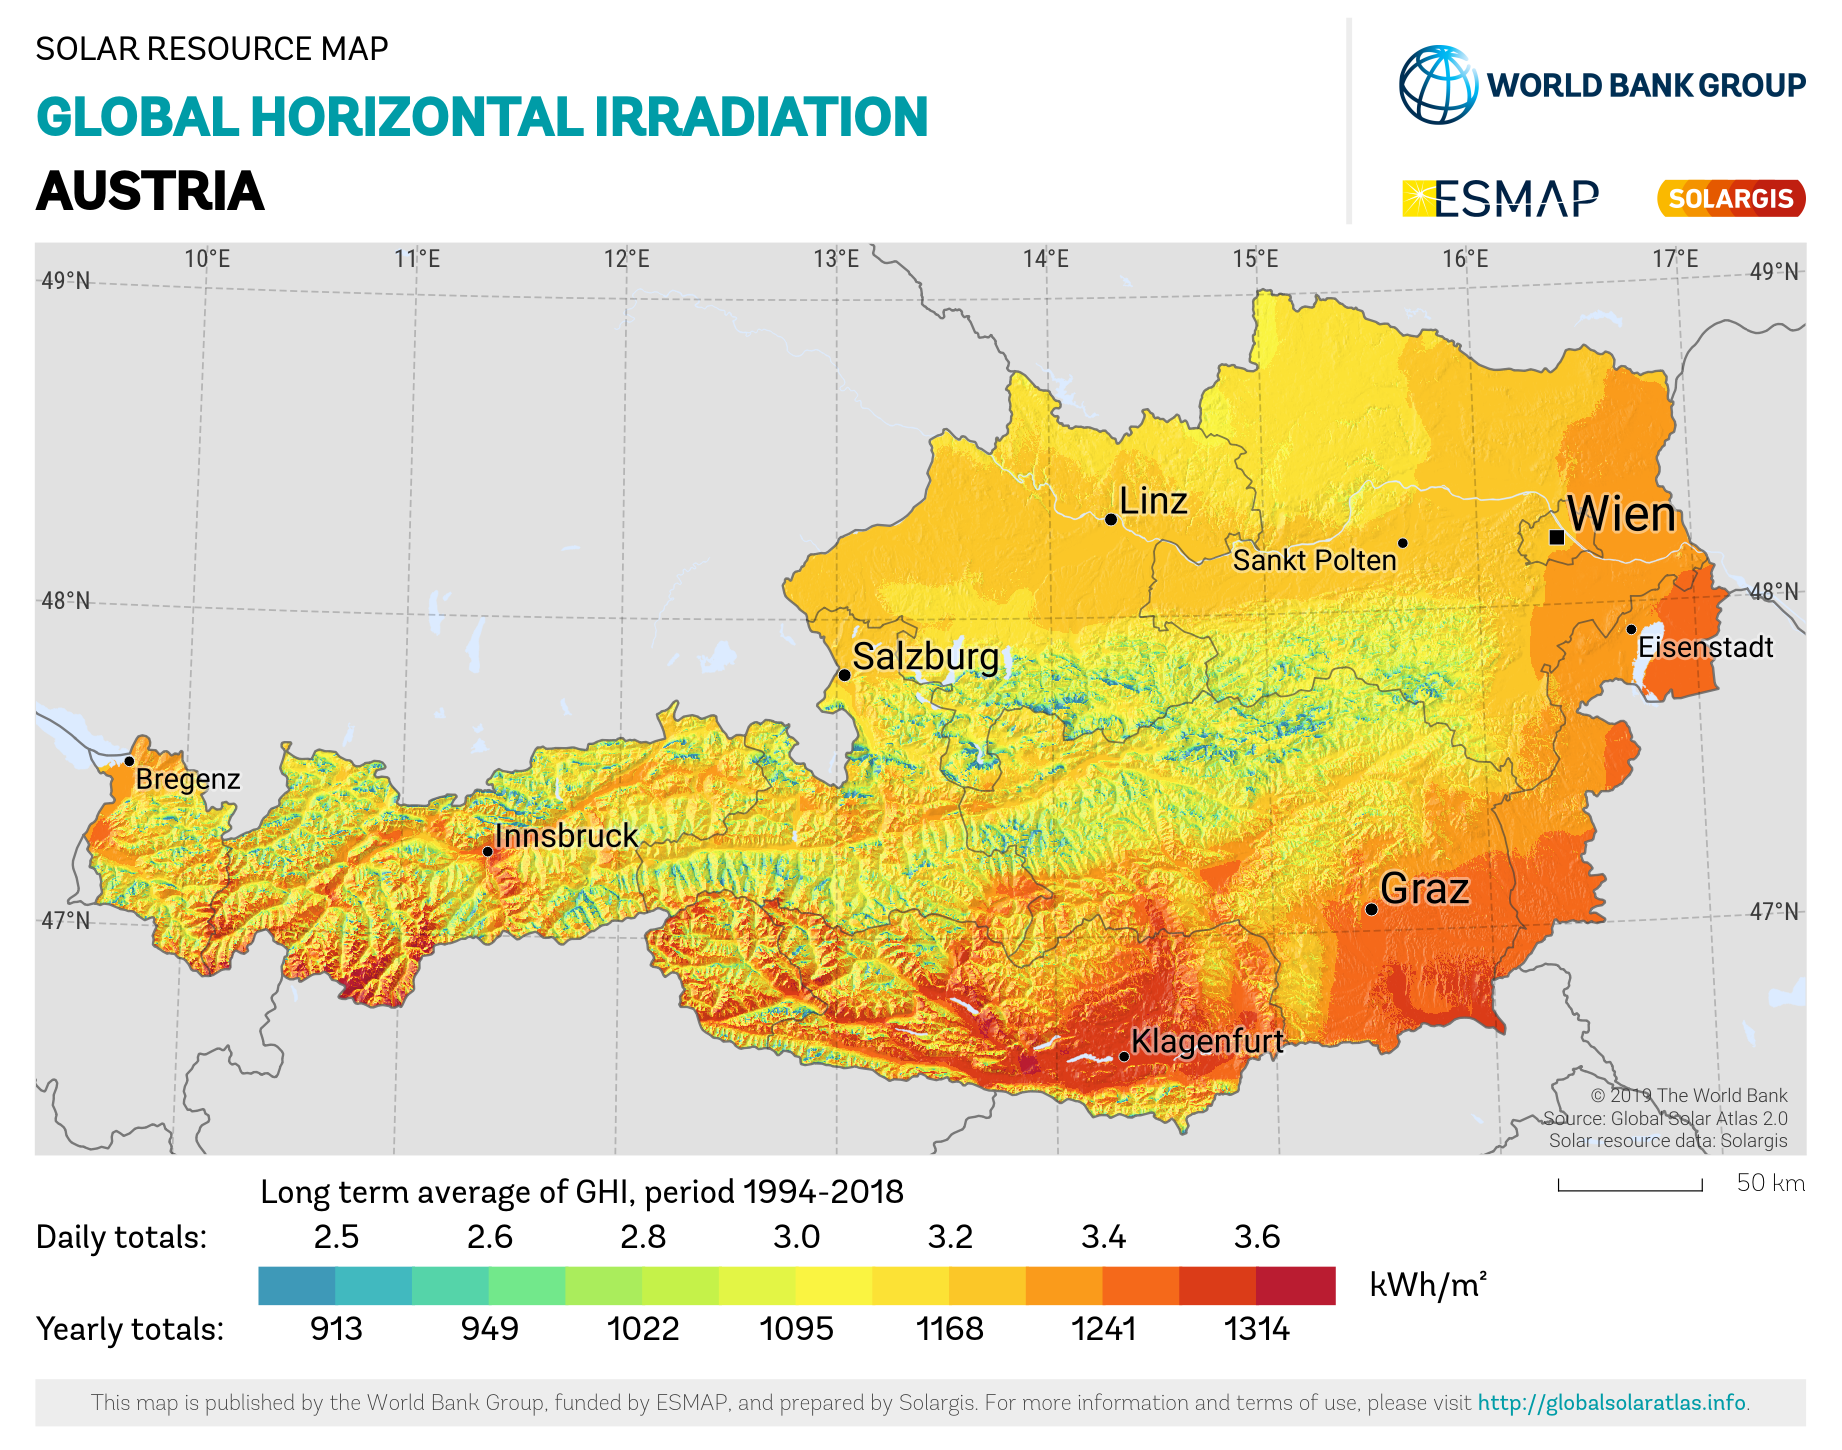 SOLAR RESOURCE MAP
GLOBAL HORIZONTAL IRRADIATION
AUSTRIA
WORLD BANK GROUP
ESMAP
SOLARGIS
10°E 11°E 12°E 13°E 14°E 15°E 16°E 17°E
49°N 49°N
Linz
Wien
Sankt Polten
48°N 48°N
Eisenstadt
Salzburg
Bregenz
Innsbruck
Graz
47°N 47°N
Klagenfurt
© 2019 The World Bank
Source: Global Solar Atlas 2.0
Solar resource data: Solargis
50 km
Long term average of GHI, period 1994-2018
Daily totals: 2.5 2.6 2.8 3.0 3.2 3.4 3.6
kWh/m²
Yearly totals: 913 949 1022 1095 1168 1241 1314
This map is published by the World Bank Group, funded by ESMAP, and prepared by Solargis. For more information and terms of use, please visit http://globalsolaratlas.info.